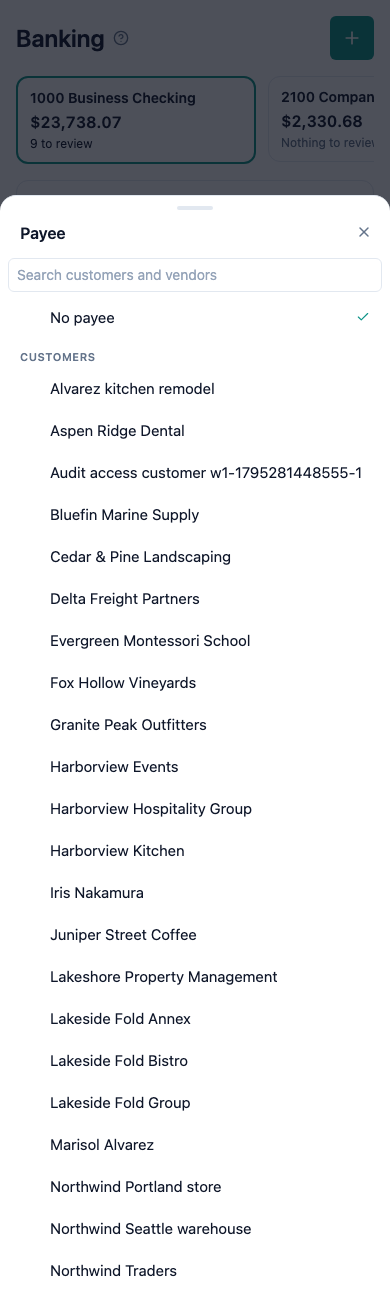 Banking
1000 Business Checking
$23,738.07
9 to review
2100 Compan
$2,330.68
Nothing to review
Payee
Search customers and vendors
No payee
CUSTOMERS
Alvarez kitchen remodel
Aspen Ridge Dental
Audit access customer w1-1795281448555-1
Bluefin Marine Supply
Cedar & Pine Landscaping
Delta Freight Partners
Evergreen Montessori School
Fox Hollow Vineyards
Granite Peak Outfitters
Harborview Events
Harborview Hospitality Group
Harborview Kitchen
Iris Nakamura
Juniper Street Coffee
Lakeshore Property Management
Lakeside Fold Annex
Lakeside Fold Bistro
Lakeside Fold Group
Marisol Alvarez
Northwind Portland store
Northwind Seattle warehouse
Northwind Traders